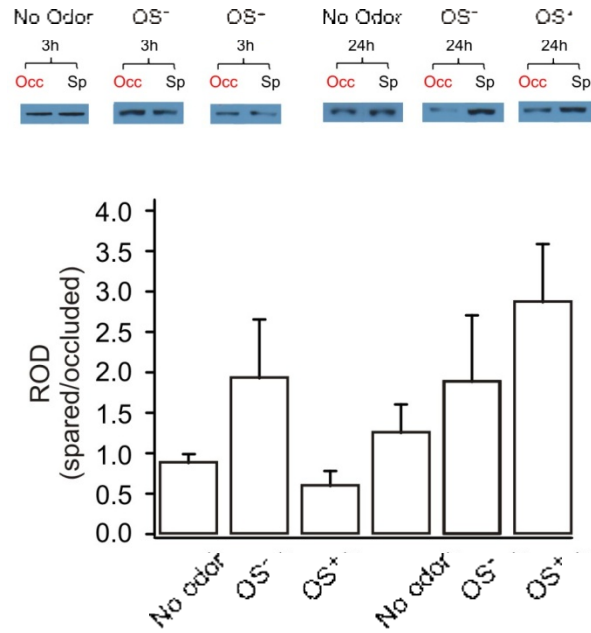 No Odor OS⁻ OS⁺ No Odor OS⁻ OS⁺
3h 3h 3h 24h 24h 24h
Occ Sp Occ Sp Occ Sp Occ Sp Occ Sp Occ Sp
4.0
3.5
3.0
2.5
2.0
1.5
1.0
0.5
0.0
ROD
(spared/occluded)
No odor OS⁻ OS⁺ No odor OS⁻ OS⁺